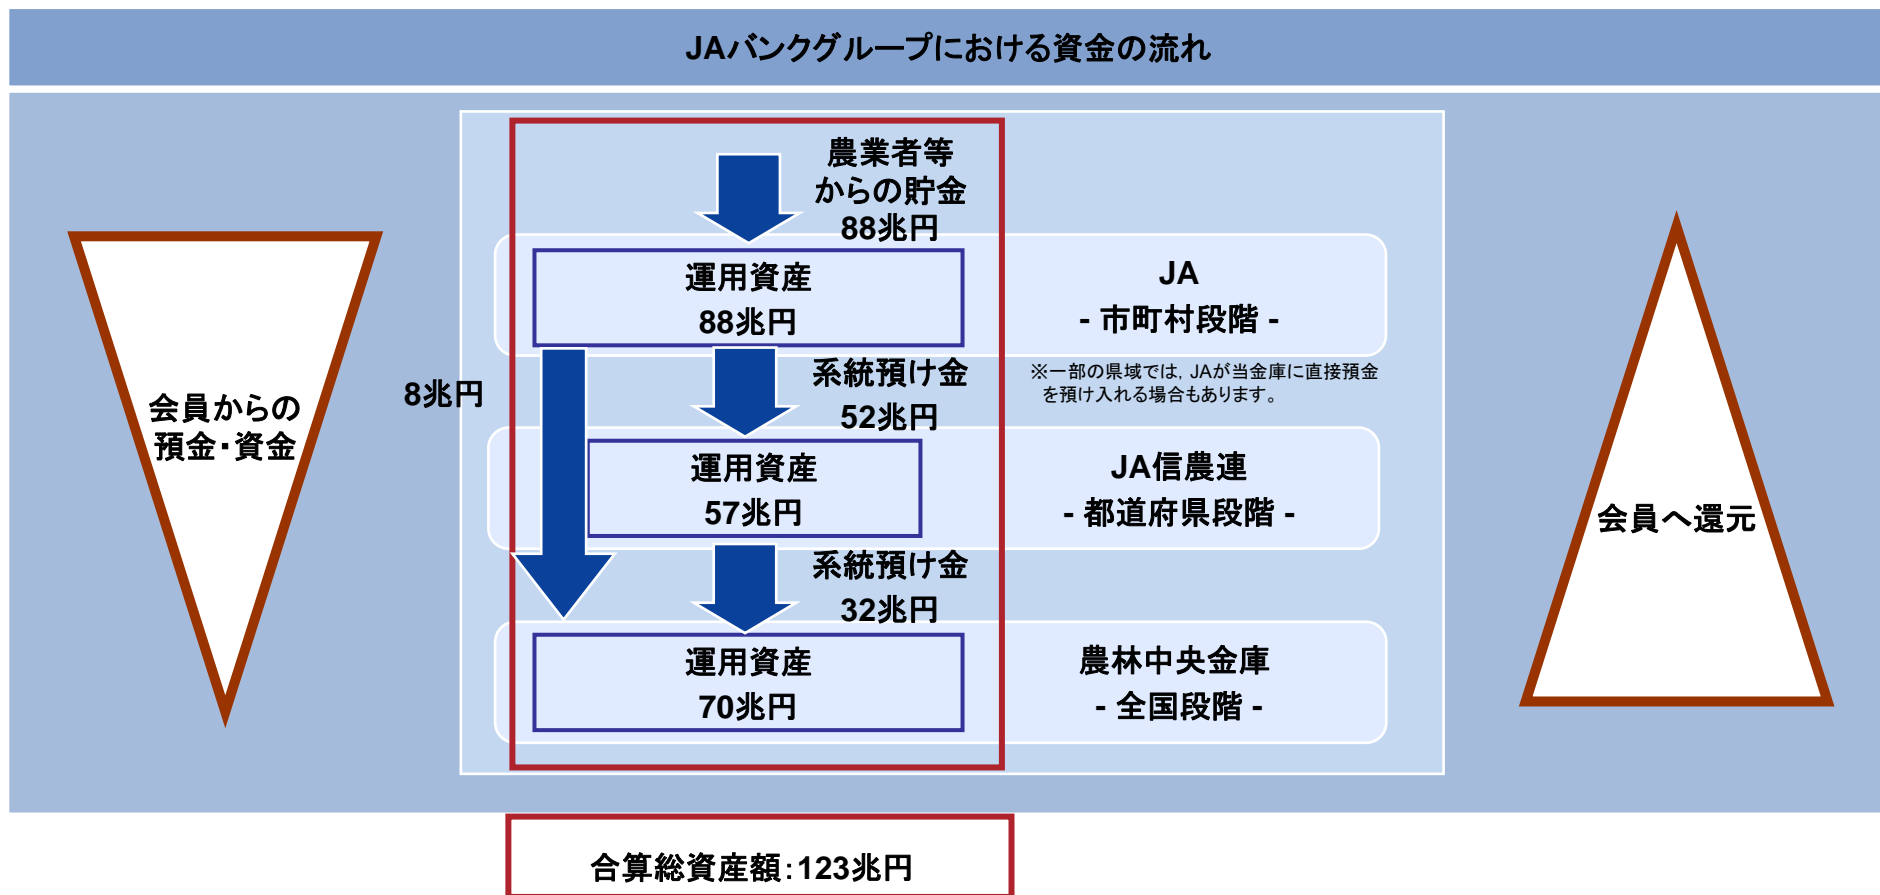 JAバンクグループにおける資金の流れ
農業者等
からの貯金
88兆円
運用資産
88兆円
JA
- 市町村段階 -
8兆円
系統預け金
52兆円
※一部の県域では, JAが当金庫に直接預金
を預け入れる場合もあります。
会員からの
預金・資金
運用資産
57兆円
JA信農連
- 都道府県段階 -
会員へ還元
系統預け金
32兆円
運用資産
70兆円
農林中央金庫
- 全国段階 -
合算総資産額：123兆円